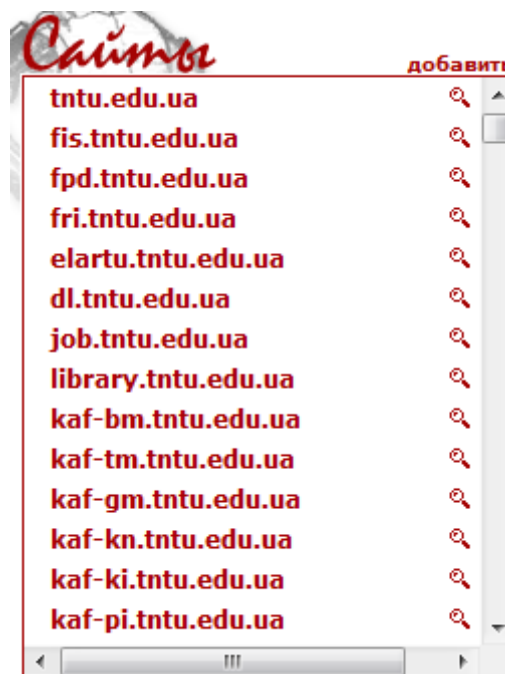 Сайты
добавить
tntu.edu.ua
fis.tntu.edu.ua
fpd.tntu.edu.ua
fri.tntu.edu.ua
elartu.tntu.edu.ua
dl.tntu.edu.ua
job.tntu.edu.ua
library.tntu.edu.ua
kaf-bm.tntu.edu.ua
kaf-tm.tntu.edu.ua
kaf-gm.tntu.edu.ua
kaf-kn.tntu.edu.ua
kaf-ki.tntu.edu.ua
kaf-pi.tntu.edu.ua